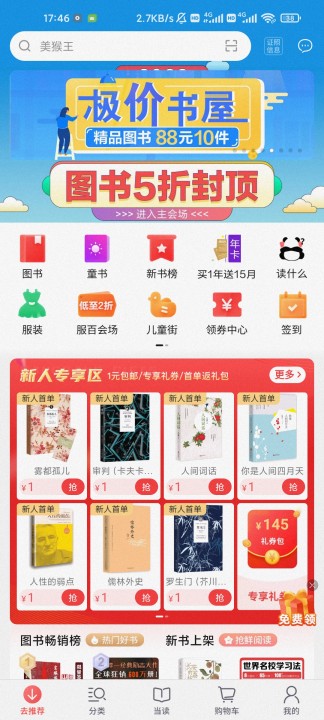 17:46
2.7KB/s
4G
4G
58
美猴王
证照
信息
极价书屋
精品图书 88元10件
图书5折封顶
>>> 进入主会场 <<<
图书
童书
新书榜
年卡
买1年送15月
读什么
服装
低至2折
服百会场
儿童街
领券中心
签到
新人专享区 1元包邮/专享礼券/首单返礼包
更多 >
新人首单
新人首单
新人首单
新人首单
雾都孤儿
审判 (卡夫卡...
人间词话
你是人间四月天
¥1 抢
¥1 抢
¥1 抢
¥1 抢
新人首单
新人首单
新人首单
¥145
礼券包
人性的弱点
儒林外史
罗生门 (芥川...
专享礼
免费领
¥1 抢
¥1 抢
¥1 抢
图书畅销榜 热门好书
新书上架 抢鲜阅读
全球狂销
世界名校学习法
去推荐
分类
当读
购物车
我的